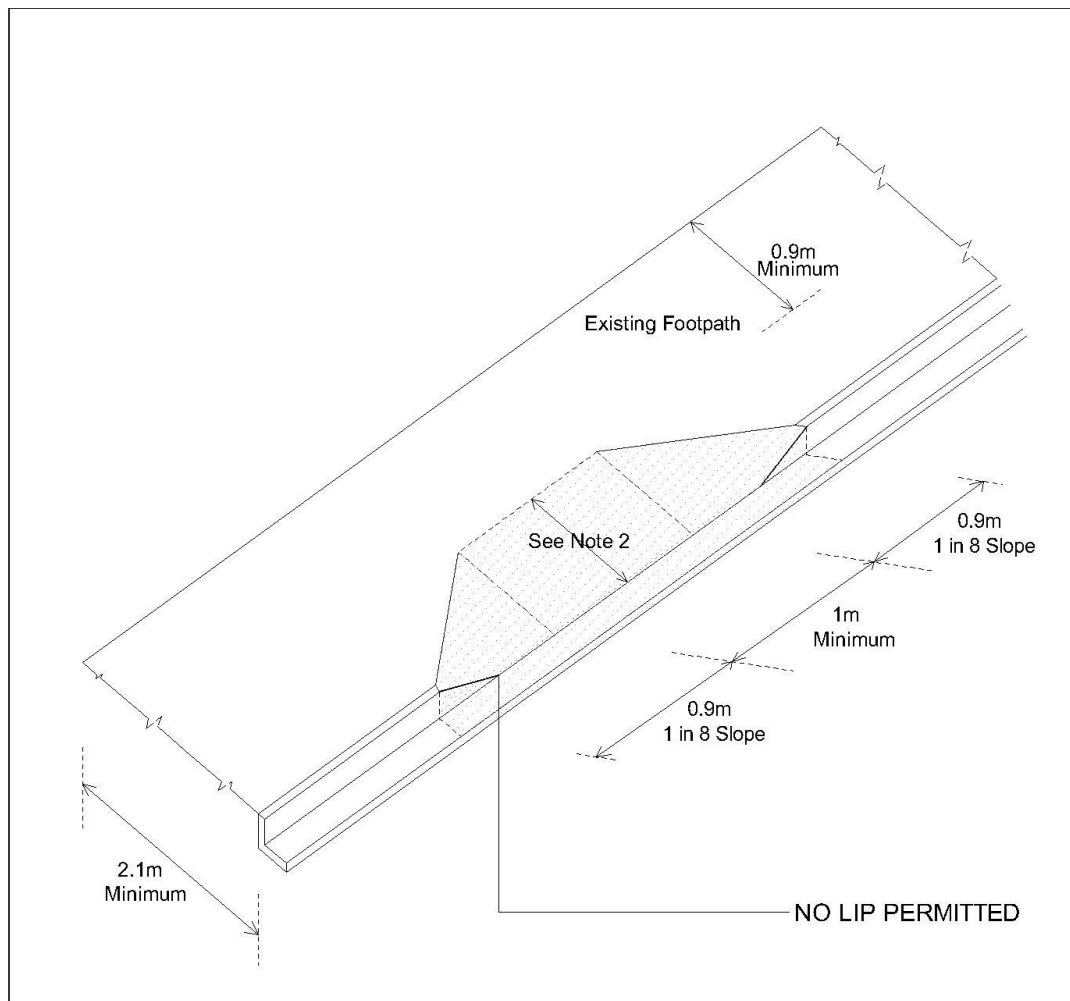 0.9m
Minimum
Existing Footpath
See Note 2
0.9m
1 in 8 Slope
1m
Minimum
0.9m
1 in 8 Slope
2.1m
Minimum
NO LIP PERMITTED